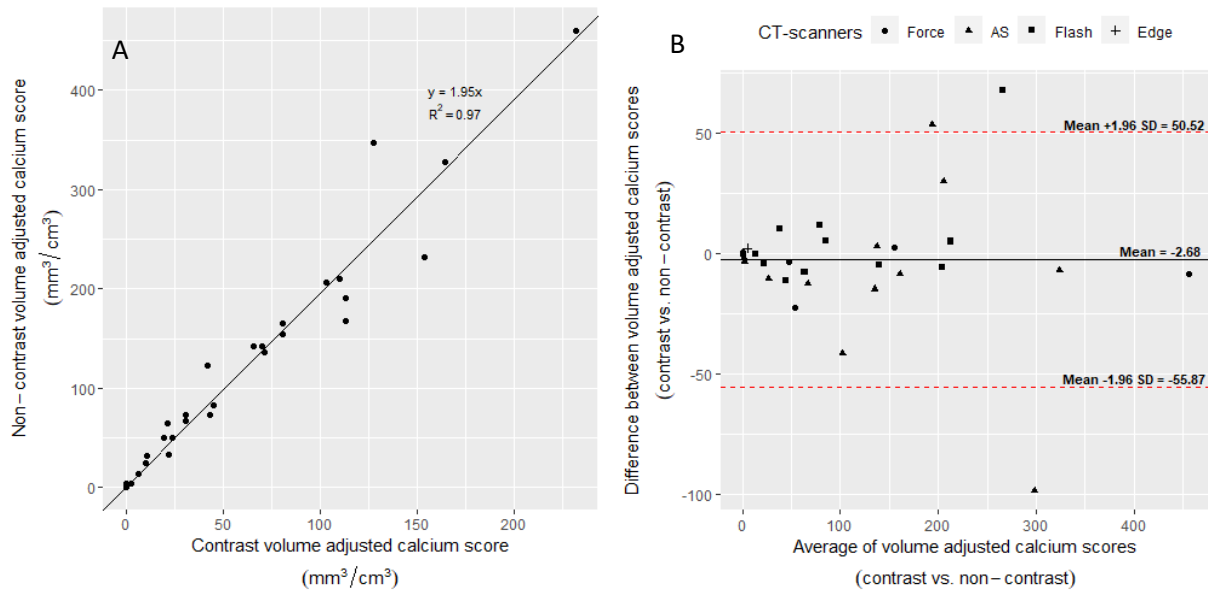 A
y = 1.95x
R² = 0.97
400
300
200
100
0
0
50
100
150
200
Non−contrast volume adjusted calcium score
(mm³/cm³)
Contrast volume adjusted calcium score
(mm³/cm³)
B
CT-scanners Force AS Flash Edge
Mean +1.96 SD = 50.52
Mean = -2.68
Mean -1.96 SD = -55.87
50
0
-50
-100
0
100
200
300
400
Difference between volume adjusted calcium scores
(contrast vs. non−contrast)
Average of volume adjusted calcium scores
(contrast vs. non−contrast)